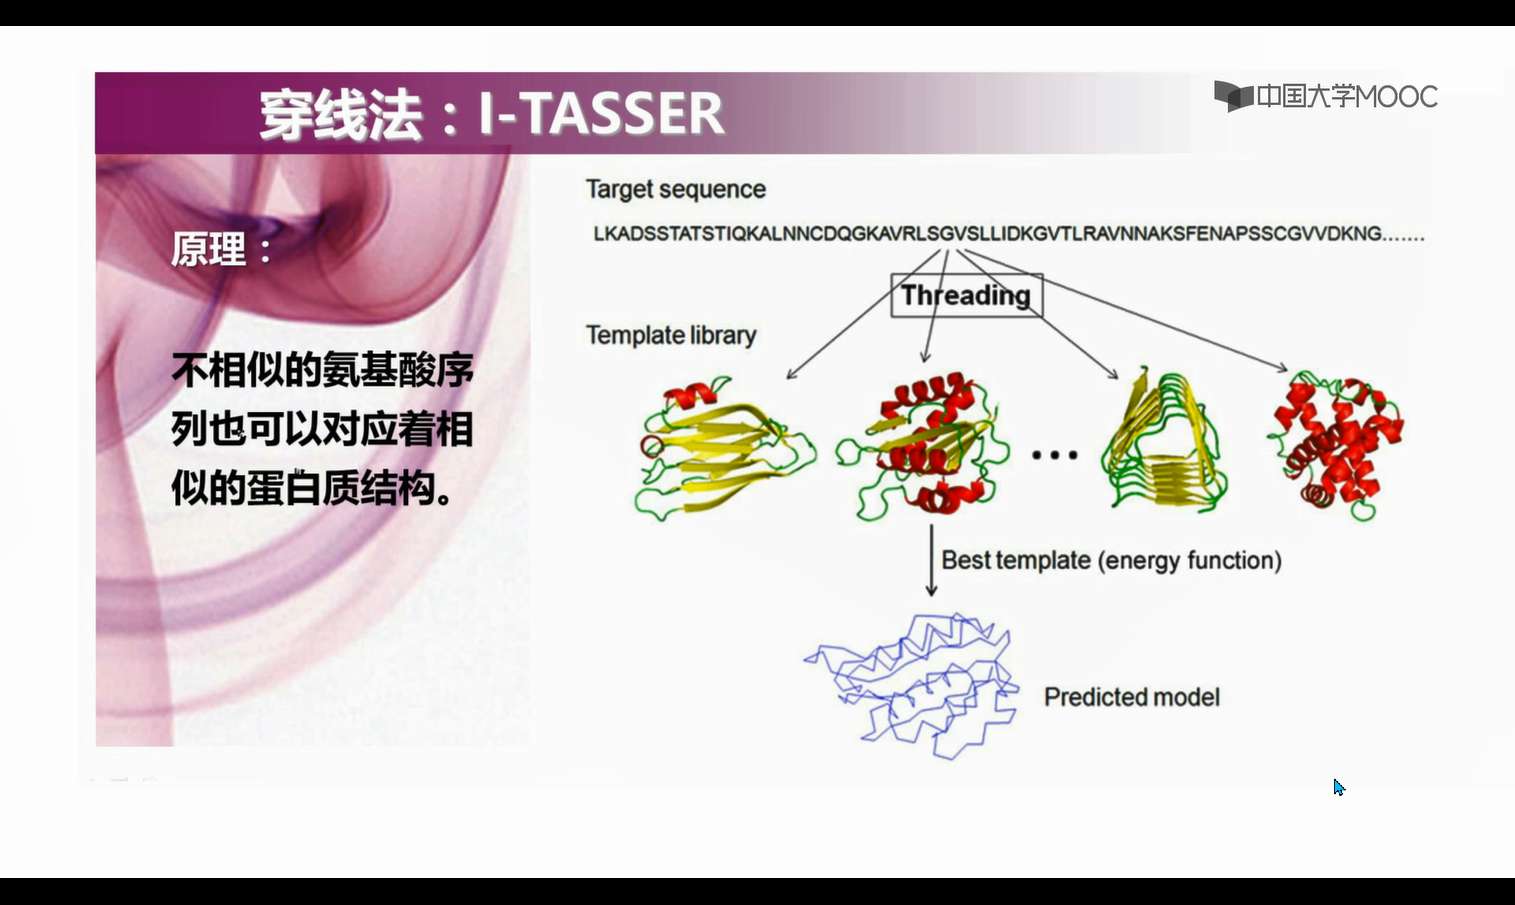 穿线法：I-TASSER
中国大学MOOC
原理：
不相似的氨基酸序
列也可以对应着相
似的蛋白质结构。
Target sequence
LKADSSTATSTIQKALNNCDQGKAVRLSGVSLLIDKGVTLRAVNNAKSFENAPSSCGVVDKNG.......
Threading
Template library
Best template (energy function)
Predicted model